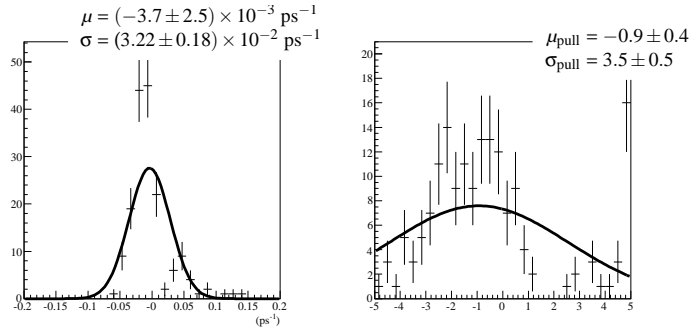 μ = (−3.7 ± 2.5) × 10⁻³ ps⁻¹
σ = (3.22 ± 0.18) × 10⁻² ps⁻¹
50
40
30
20
10
0
-0.2 -0.15 -0.1 -0.05 -0 0.05 0.1 0.15 0.2
(ps⁻¹)
μpull = −0.9 ± 0.4
σpull = 3.5 ± 0.5
20
18
16
14
12
10
8
6
4
2
0
-5 -4 -3 -2 -1 0 1 2 3 4 5